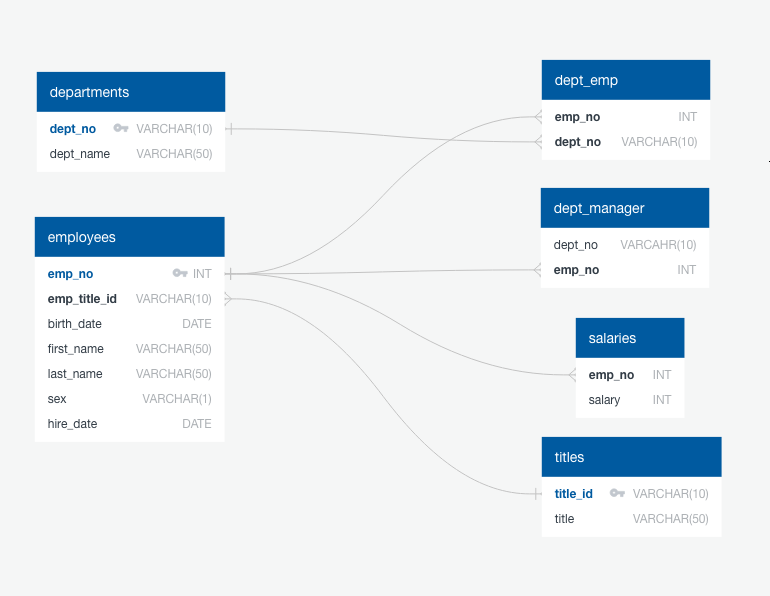 departments
dept_no VARCHAR(10)
dept_name VARCHAR(50)
employees
emp_no INT
emp_title_id VARCHAR(10)
birth_date DATE
first_name VARCHAR(50)
last_name VARCHAR(50)
sex VARCHAR(1)
hire_date DATE
dept_emp
emp_no INT
dept_no VARCHAR(10)
dept_manager
dept_no VARCAHR(10)
emp_no INT
salaries
emp_no INT
salary INT
titles
title_id VARCHAR(10)
title VARCHAR(50)